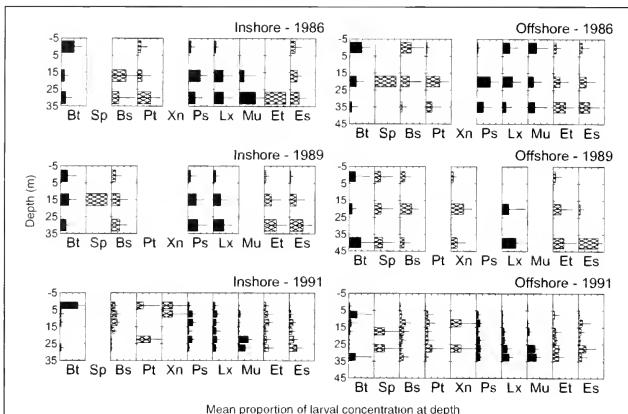 Inshore - 1986
Offshore - 1986
-5
5
15
25
35
Bt Sp Bs Pt Xn Ps Lx Mu Et Es
-5
5
15
25
35
45
Bt Sp Bs Pt Xn Ps Lx Mu Et Es
Inshore - 1989
Offshore - 1989
Depth (m)
-5
5
15
25
35
Bt Sp Bs Pt Xn Ps Lx Mu Et Es
-5
5
15
25
35
45
Bt Sp Bs Pt Xn Ps Lx Mu Et Es
Inshore - 1991
Offshore - 1991
-5
5
15
25
35
Bt Sp Bs Pt Xn Ps Lx Mu Et Es
-5
5
15
25
35
45
Bt Sp Bs Pt Xn Ps Lx Mu Et Es
Mean proportion of larval concentration at depth